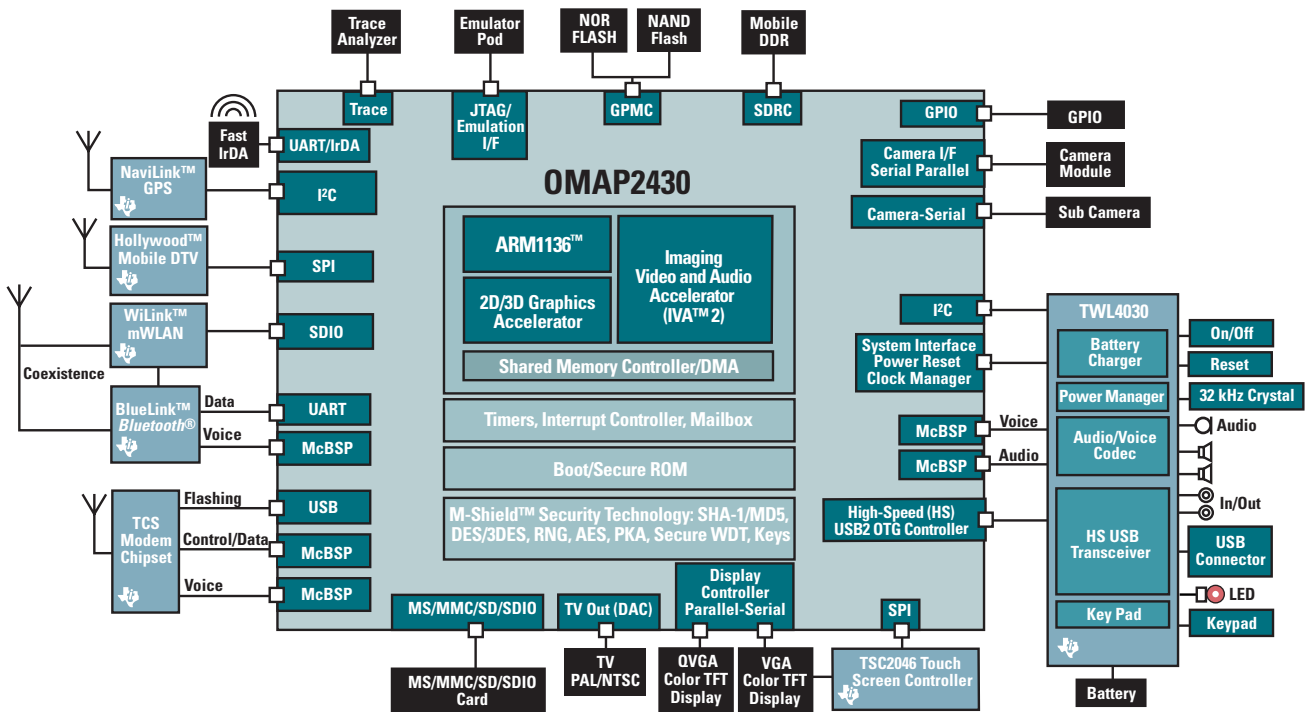 Trace
Analyzer
Emulator
Pod
NOR
FLASH
NAND
Flash
Mobile
DDR
Trace
JTAG/
Emulation
I/F
GPMC
SDRC
GPIO
GPIO
Fast
IrDA
UART/IrDA
Camera I/F
Serial Parallel
Camera
Module
NaviLink™
GPS
I²C
OMAP2430
Camera-Serial
Sub Camera
Hollywood™
Mobile DTV
SPI
ARM1136™
2D/3D Graphics
Accelerator
Imaging
Video and Audio
Accelerator
(IVA™ 2)
Shared Memory Controller/DMA
WiLink™
mWLAN
SDIO
Coexistence
BlueLink™
Bluetooth®
Data
Voice
UART
McBSP
Timers, Interrupt Controller, Mailbox
Boot/Secure ROM
M-Shield™ Security Technology: SHA-1/MD5,
DES/3DES, RNG, AES, PKA, Secure WDT, Keys
TCS
Modem
Chipset
Flashing
Control/Data
Voice
USB
McBSP
McBSP
I²C
System Interface
Power Reset
Clock Manager
McBSP
Voice
McBSP
Audio
High-Speed (HS)
USB2 OTG Controller
TWL4030
Battery
Charger
Power Manager
Audio/Voice
Codec
HS USB
Transceiver
Key Pad
On/Off
Reset
32 kHz Crystal
Audio
In/Out
USB
Connector
LED
Keypad
Battery
MS/MMC/SD/SDIO
TV Out (DAC)
Display
Controller
Parallel-Serial
SPI
MS/MMC/SD/SDIO
Card
TV
PAL/NTSC
QVGA
Color TFT
Display
VGA
Color TFT
Display
TSC2046 Touch
Screen Controller